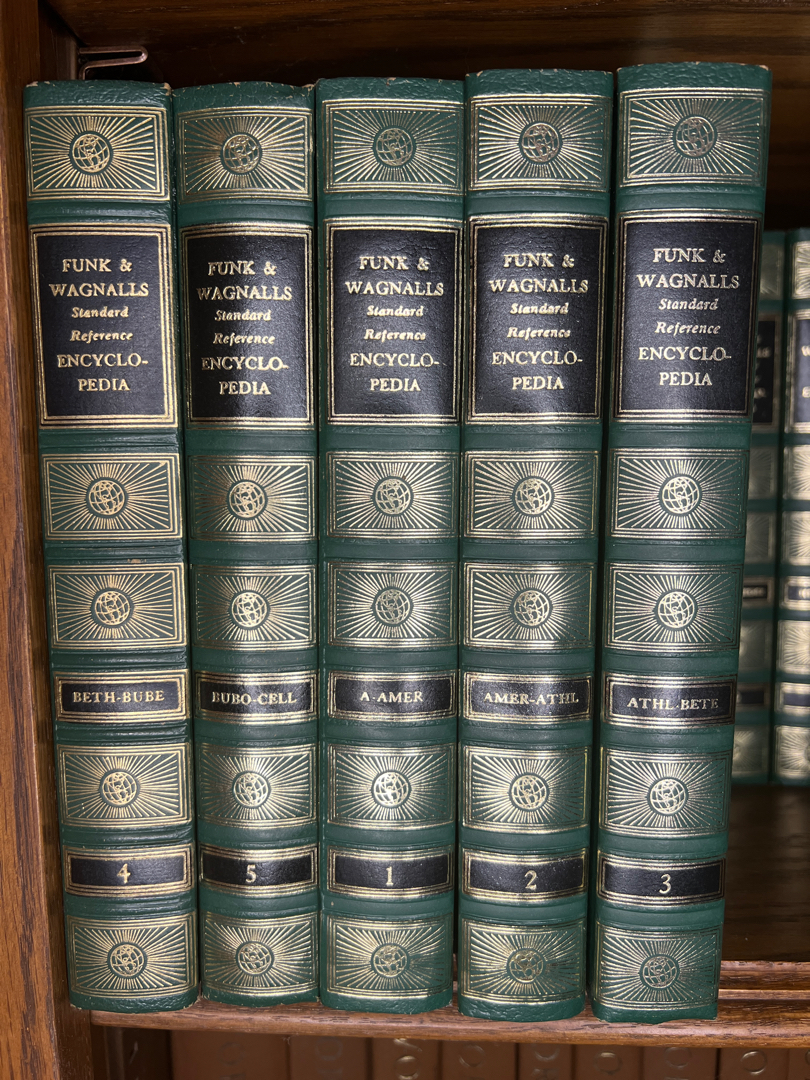 FUNK &
WAGNALLS
Standard
Reference
ENCYCLO-
PEDIA
BETH-BUBE
4
FUNK &
WAGNALLS
Standard
Reference
ENCYCLO-
PEDIA
BUBO-CELL
5
FUNK &
WAGNALLS
Standard
Reference
ENCYCLO-
PEDIA
A-AMER
1
FUNK &
WAGNALLS
Standard
Reference
ENCYCLO-
PEDIA
AMER-ATHL
2
FUNK &
WAGNALLS
Standard
Reference
ENCYCLO-
PEDIA
ATHL-BETE
3